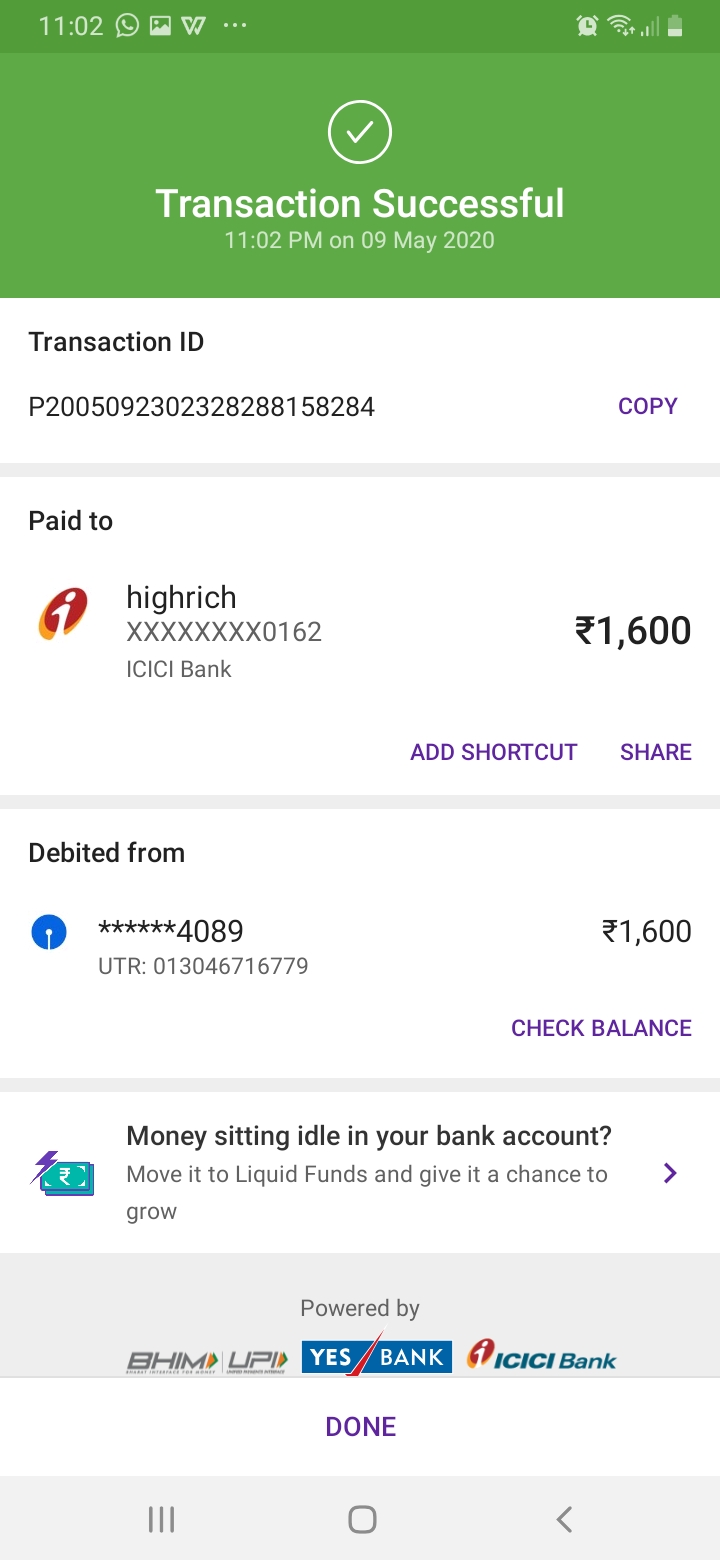 11:02
Transaction Successful
11:02 PM on 09 May 2020
Transaction ID
P2005092302328288158284 COPY
Paid to
highrich
XXXXXXXX0162
ICICI Bank
₹1,600
ADD SHORTCUT SHARE
Debited from
******4089 ₹1,600
UTR: 013046716779
CHECK BALANCE
Money sitting idle in your bank account?
Move it to Liquid Funds and give it a chance to
grow
Powered by
BHIM UPI YES BANK ICICI Bank
DONE